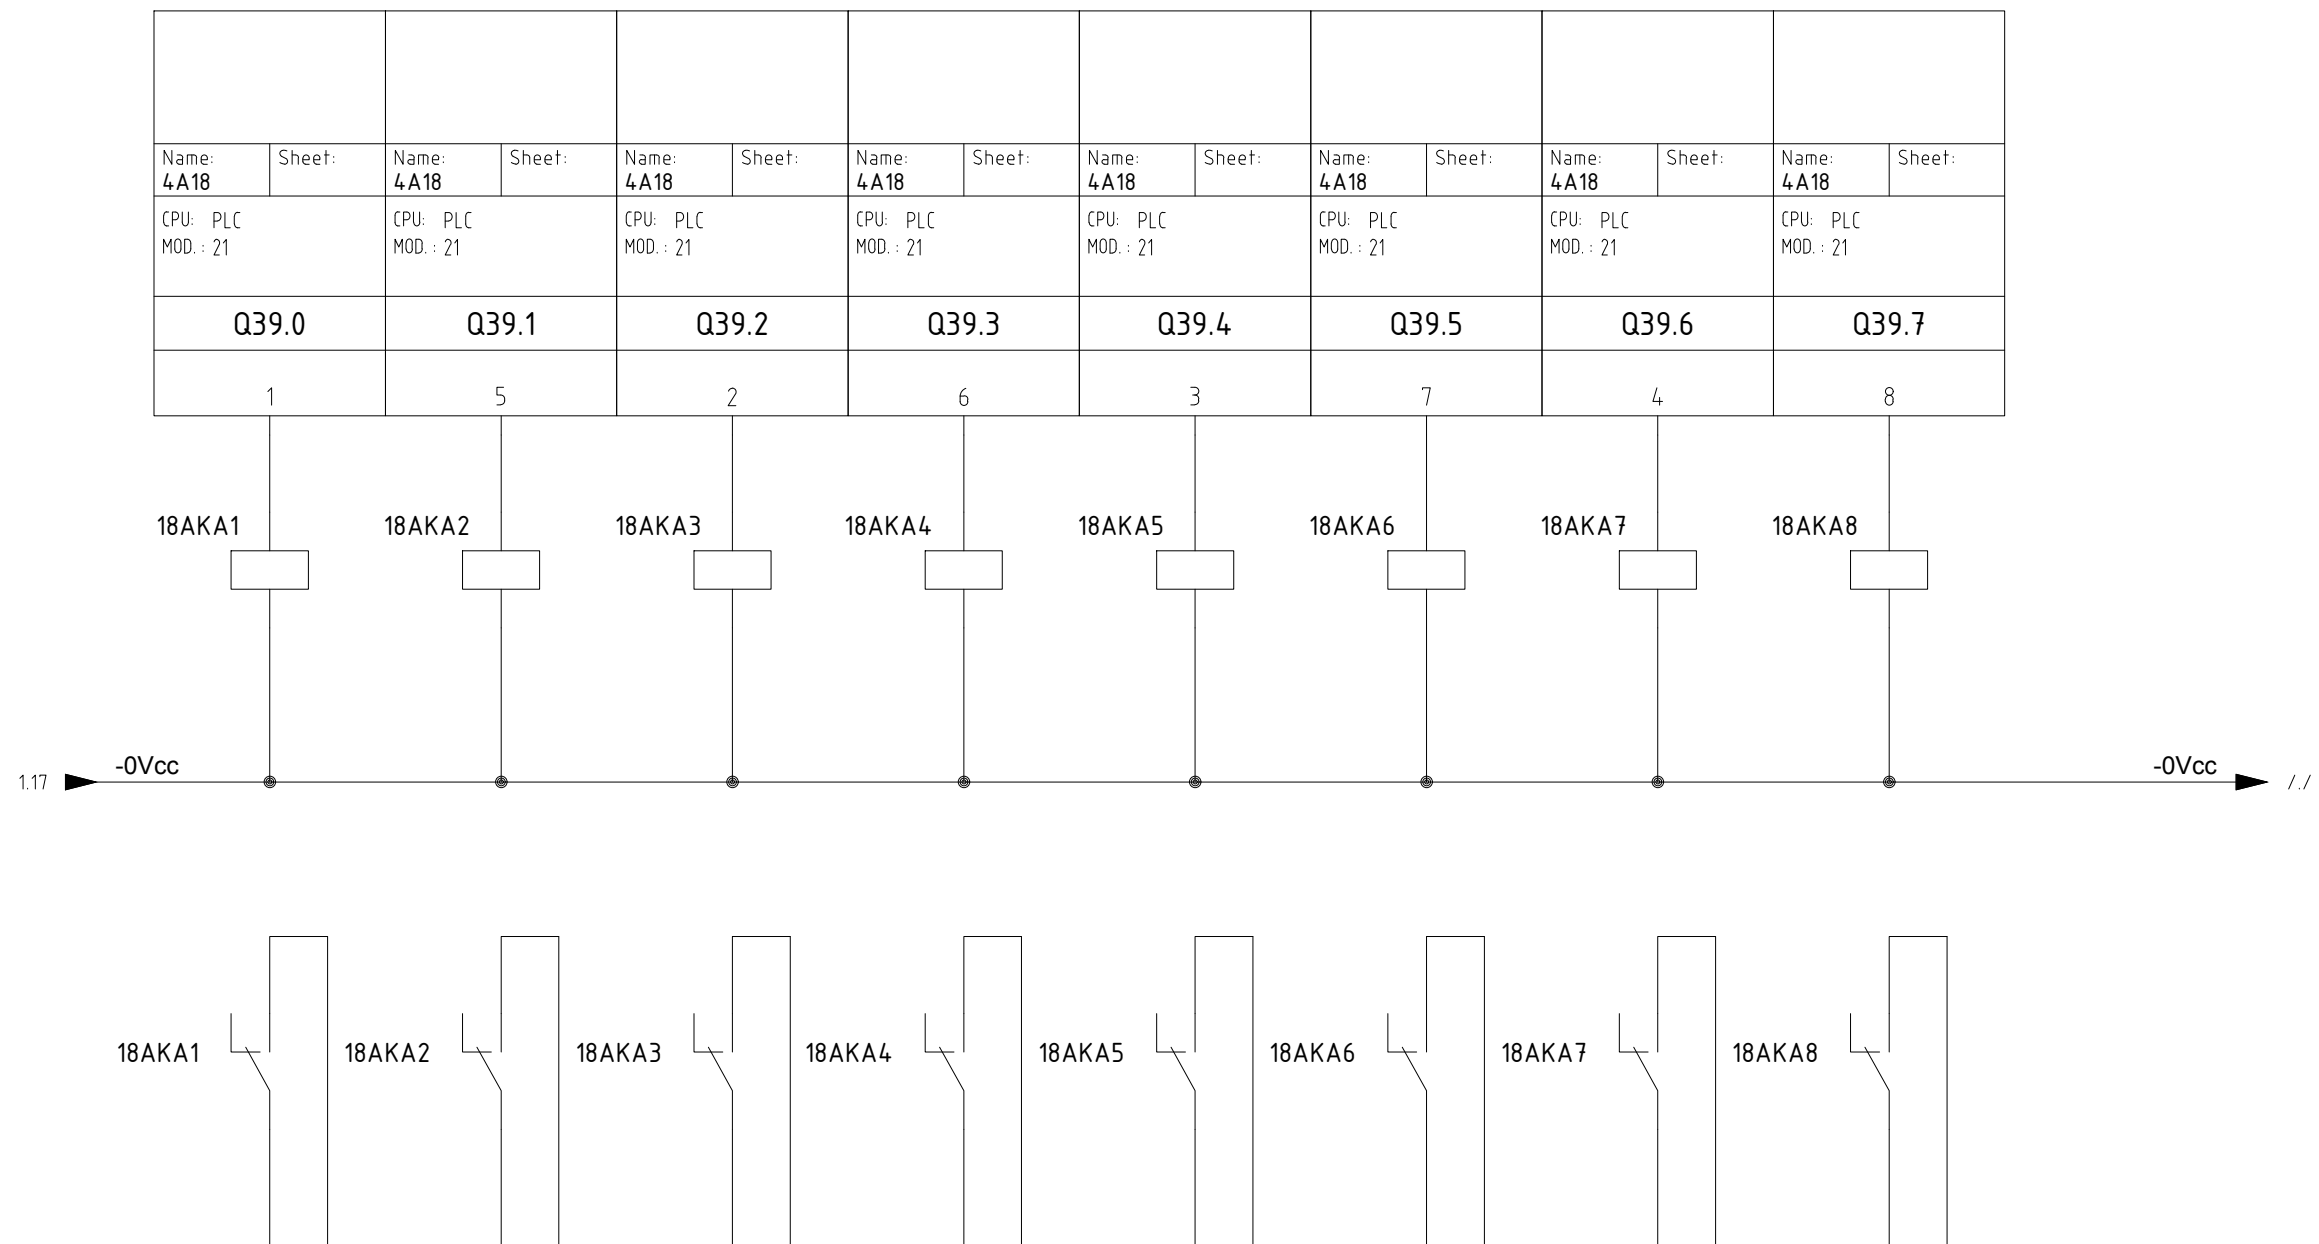 Name: Sheet: Name: Sheet: Name: Sheet: Name: Sheet: Name: Sheet: Name: Sheet: Name: Sheet: Name: Sheet:
4A18 4A18 4A18 4A18 4A18 4A18 4A18 4A18
CPU: PLC CPU: PLC CPU: PLC CPU: PLC CPU: PLC CPU: PLC CPU: PLC CPU: PLC
MOD. : 21 MOD. : 21 MOD. : 21 MOD. : 21 MOD. : 21 MOD. : 21 MOD. : 21 MOD. : 21
Q39.0 Q39.1 Q39.2 Q39.3 Q39.4 Q39.5 Q39.6 Q39.7
1 5 2 6 3 7 4 8
18AKA1 18AKA2 18AKA3 18AKA4 18AKA5 18AKA6 18AKA7 18AKA8
-0Vcc -0Vcc
1.17 /./
18AKA1 18AKA2 18AKA3 18AKA4 18AKA5 18AKA6 18AKA7 18AKA8